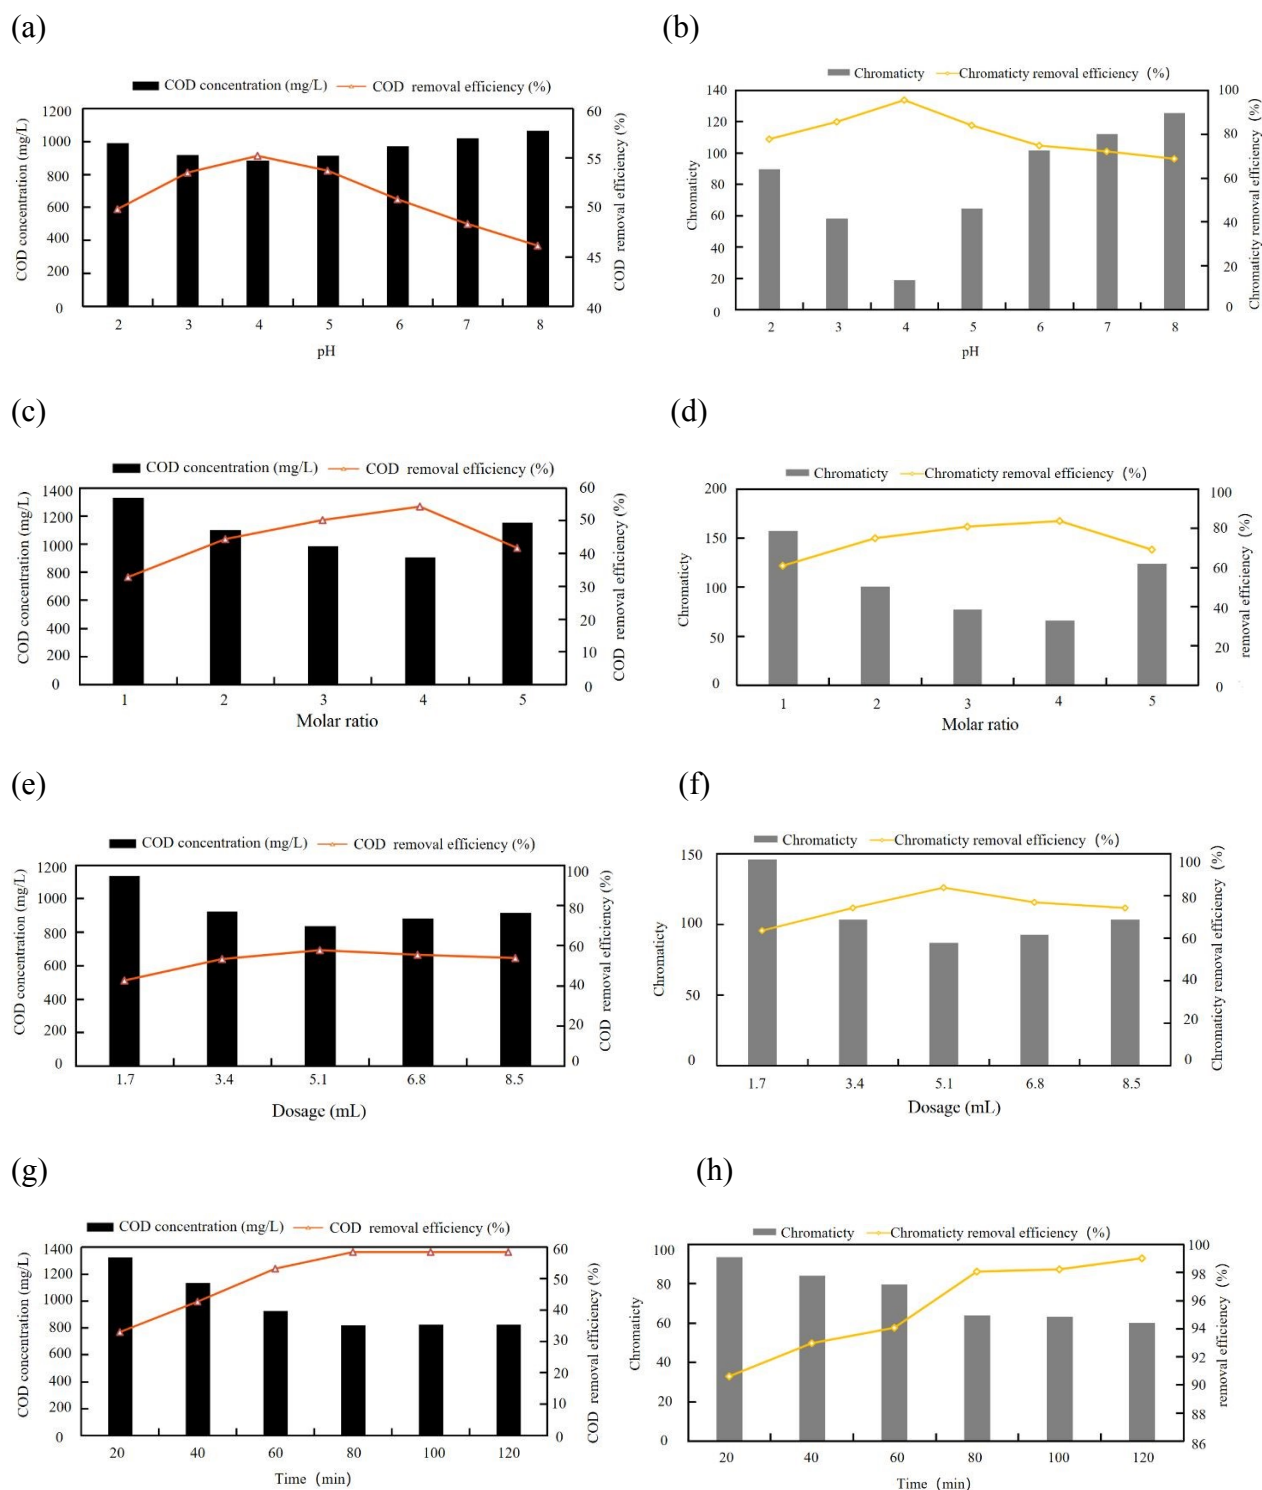 (a)
(b)
COD concentration (mg/L) COD removal efficiency (%)
Chromaticty Chromaticty removal efficiency (%)
COD concentration (mg/L)
1200
1000
800
600
400
200
0
60
55
50
45
40
COD removal efficiency (%)
2 3 4 5 6 7 8
pH
Chromaticty
140
120
100
80
60
40
20
0
100
80
60
40
20
0
Chromaticty removal efficiency (%)
2 3 4 5 6 7 8
pH
(c)
(d)
COD concentration (mg/L) COD removal efficiency (%)
Chromaticty Chromaticty removal efficiency (%)
COD concentration (mg/L)
1400
1200
1000
800
600
400
200
0
60
50
40
30
20
10
0
COD removal efficiency (%)
1 2 3 4 5
Molar ratio
Chromaticty
200
150
100
50
0
100
80
60
40
20
0
removal efficiency (%)
1 2 3 4 5
Molar ratio
(e)
(f)
COD concentration (mg/L) COD removal efficiency (%)
Chromaticty Chromaticty removal efficiency (%)
COD concentration (mg/L)
1200
1000
800
600
400
200
0
100
80
60
40
20
0
COD removal efficiency (%)
1.7 3.4 5.1 6.8 8.5
Dosage (mL)
Chromaticty
150
100
50
0
100
80
60
40
20
0
Chromaticty removal efficiency (%)
1.7 3.4 5.1 6.8 8.5
Dosage (mL)
(g)
(h)
COD concentration (mg/L) COD removal efficiency (%)
Chromaticty Chromaticty removal efficiency (%)
COD concentration (mg/L)
1400
1200
1000
800
600
400
200
0
60
50
40
30
20
10
0
COD removal efficiency (%)
20 40 60 80 100 120
Time (min)
Chromaticty
100
80
60
40
20
0
100
98
96
94
92
90
88
86
removal efficiency (%)
20 40 60 80 100 120
Time (min)